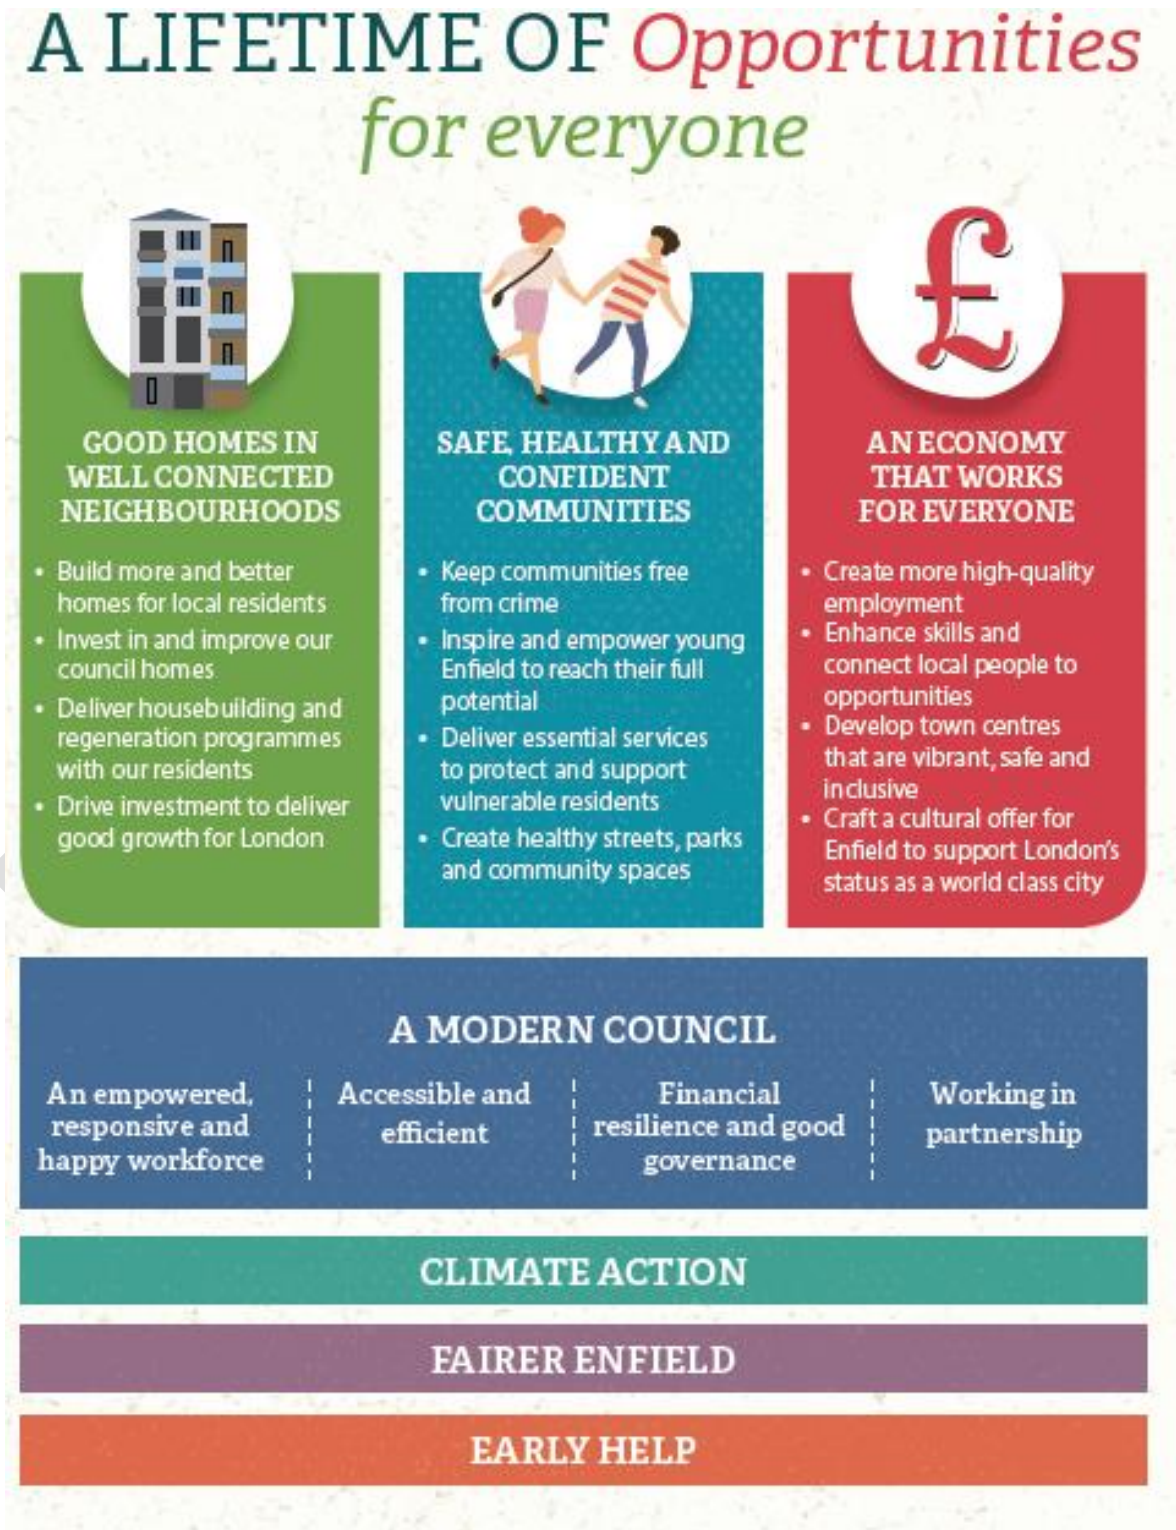 A LIFETIME OF Opportunities
for everyone
GOOD HOMES IN
WELL CONNECTED
NEIGHBOURHOODS
• Build more and better
homes for local residents
• Invest in and improve our
council homes
• Deliver housebuilding and
regeneration programmes
with our residents
• Drive investment to deliver
good growth for London
SAFE, HEALTHY AND
CONFIDENT
COMMUNITIES
• Keep communities free
from crime
• Inspire and empower young
Enfield to reach their full
potential
• Deliver essential services
to protect and support
vulnerable residents
• Create healthy streets, parks
and community spaces
£
AN ECONOMY
THAT WORKS
FOR EVERYONE
• Create more high-quality
employment
• Enhance skills and
connect local people to
opportunities
• Develop town centres
that are vibrant, safe and
inclusive
• Craft a cultural offer for
Enfield to support London's
status as a world class city
A MODERN COUNCIL
An empowered,
responsive and
happy workforce
Accessible and
efficient
Financial
resilience and good
governance
Working in
partnership
CLIMATE ACTION
FAIRER ENFIELD
EARLY HELP